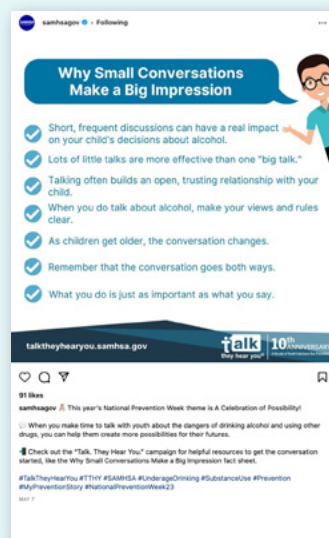 samhsagov • Following
Why Small Conversations
Make a Big Impression
Short, frequent discussions can have a real impact
on your child's decisions about alcohol.
Lots of little talks are more effective than one "big talk."
Talking often builds an open, trusting relationship with your
child.
When you do talk about alcohol, make your views and rules
clear.
As children get older, the conversation changes.
Remember that the conversation goes both ways.
What you do is just as important as what you say.
talktheyhearyou.samhsa.gov
talk
they hear you®
10th
ANNIVERSARY
91 likes
samhsagov This year's National Prevention Week theme is A Celebration of Possibility!
When you make time to talk with youth about the dangers of drinking alcohol and using other
drugs, you can help them create more possibilities for their futures.
Check out the "Talk. They Hear You." campaign for helpful resources to get the conversation
started, like the Why Small Conversations Make a Big Impression fact sheet.
#TalkTheyHearYou #TTHY #SAMHSA #UnderageDrinking #SubstanceUse #Prevention
#MyPreventionStory #NationalPreventionWeek23
MAY 7